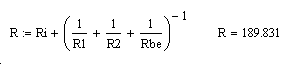 R := Ri + (1/R1 + 1/R2 + 1/Rbe)^-1    R = 189.831